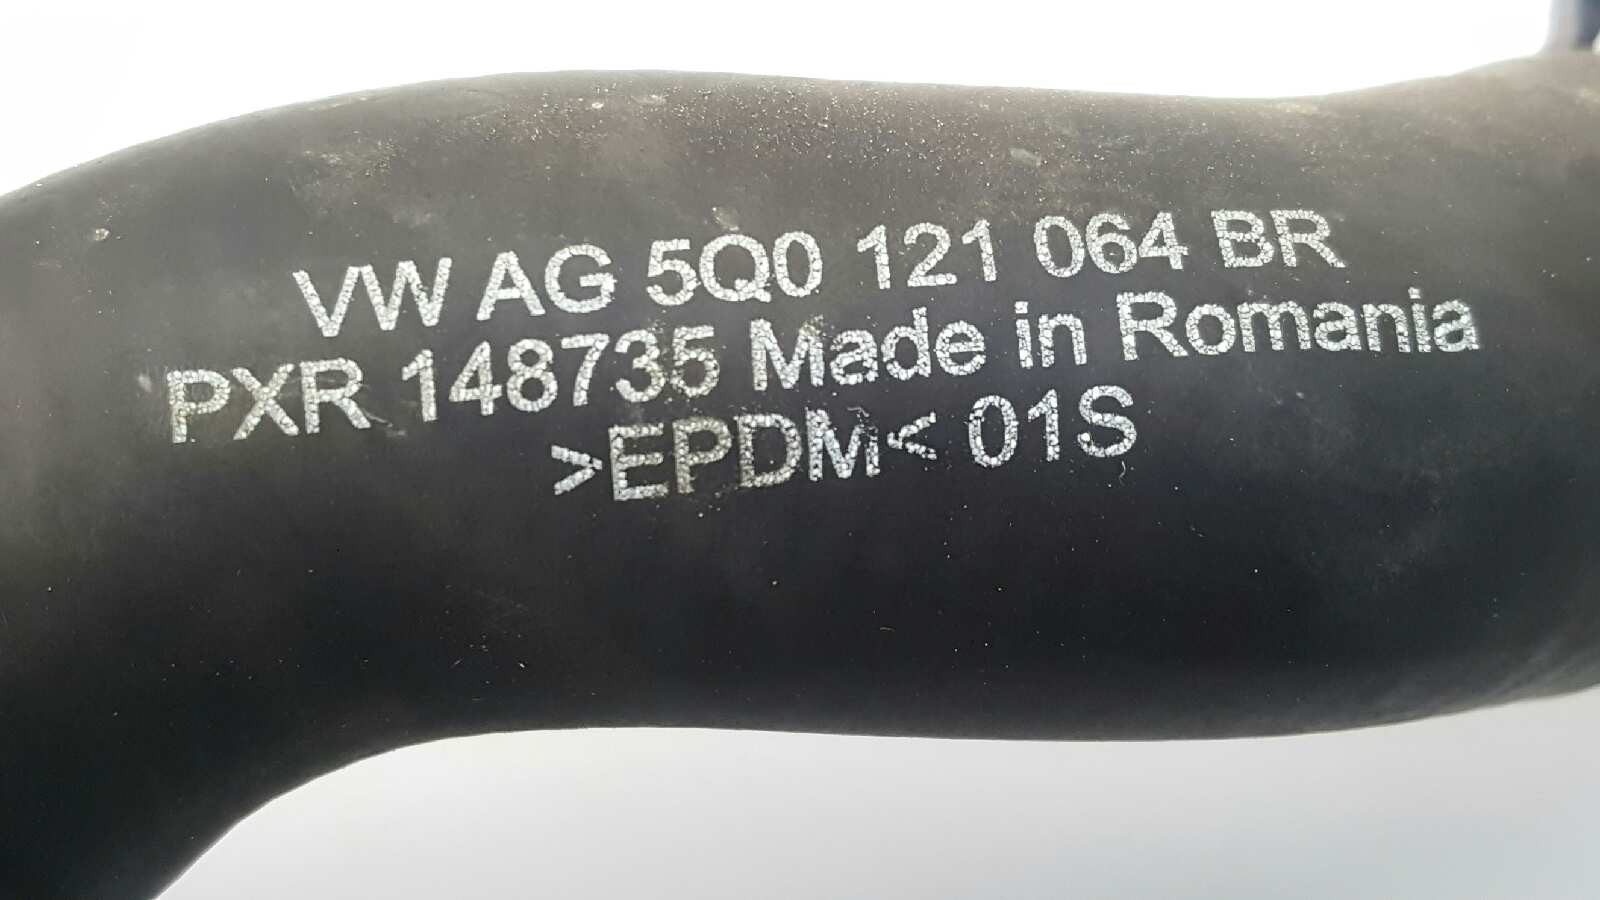 VW AG 5Q0 121 064 BR
PXR 148735 Made in Romania
>EPDM< 01S